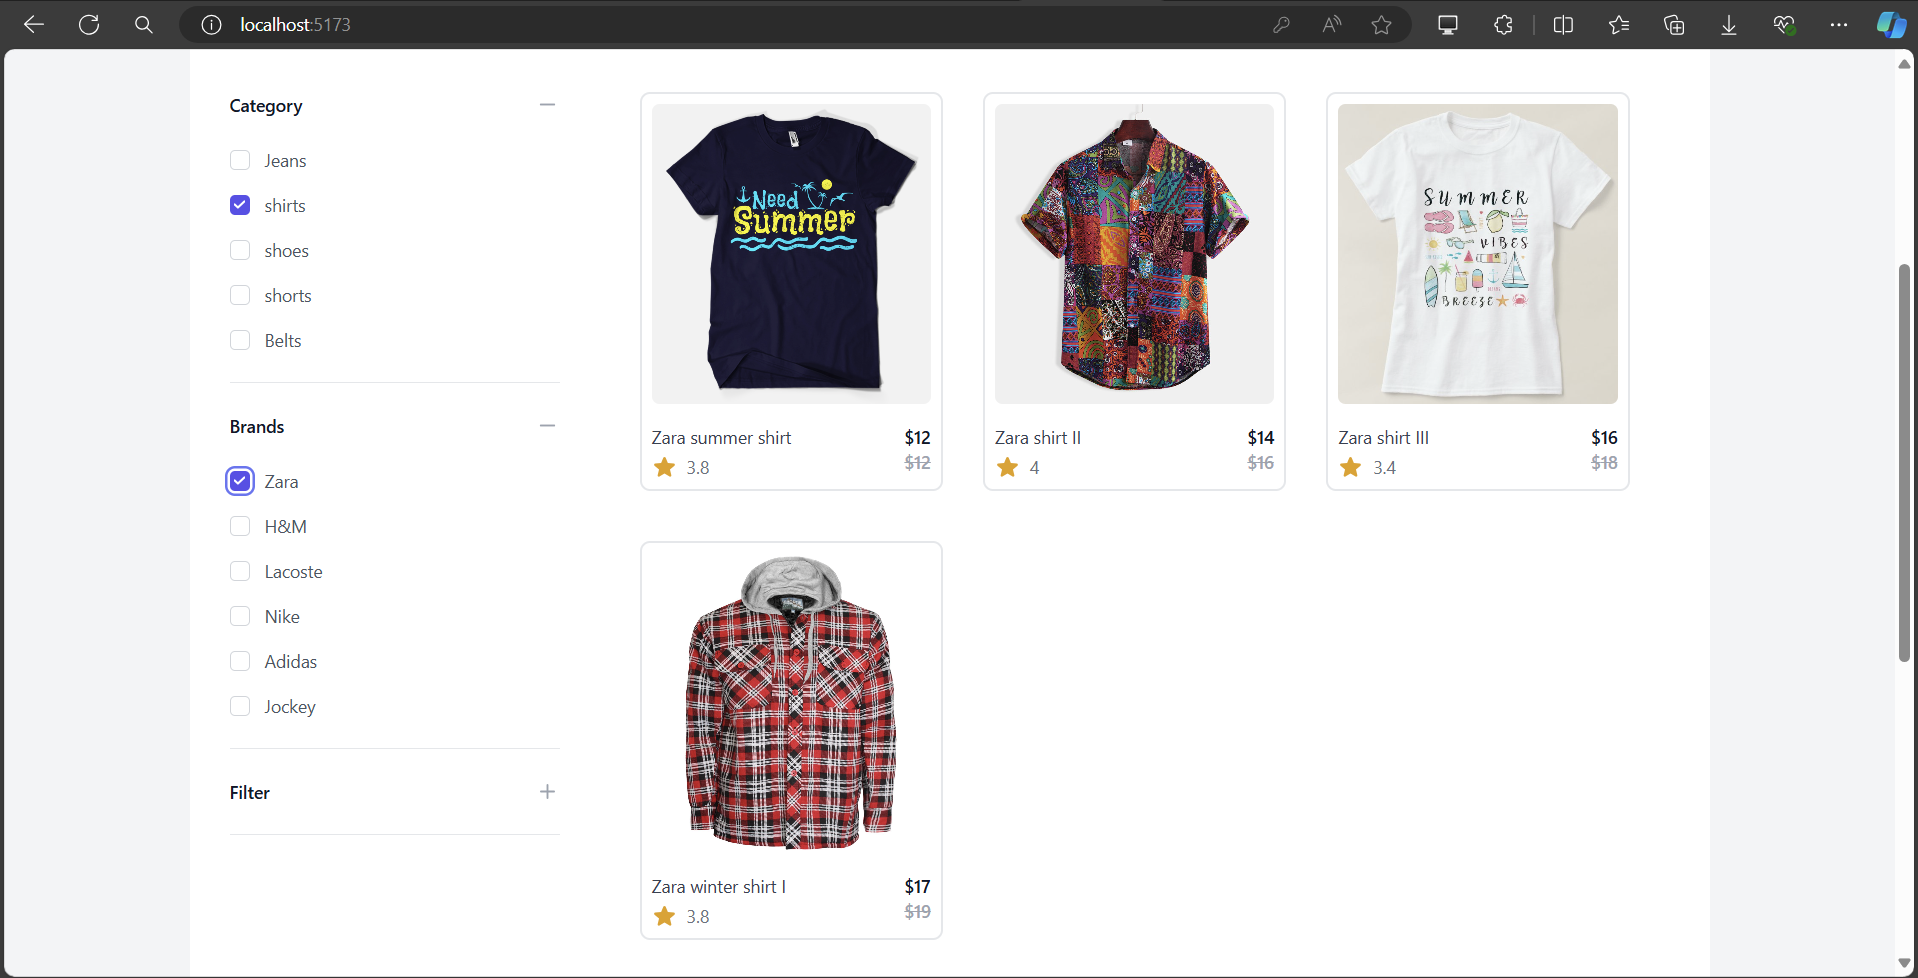 localhost:5173
Category
Jeans
shirts
shoes
shorts
Belts
Brands
Zara
H&M
Lacoste
Nike
Adidas
Jockey
Filter
Need
Summer
Zara summer shirt
$12
3.8
$12
Zara shirt II
$14
4
$16
SUMMER
VIBES
BREEZE
Zara shirt III
$16
3.4
$18
Zara winter shirt I
$17
3.8
$19